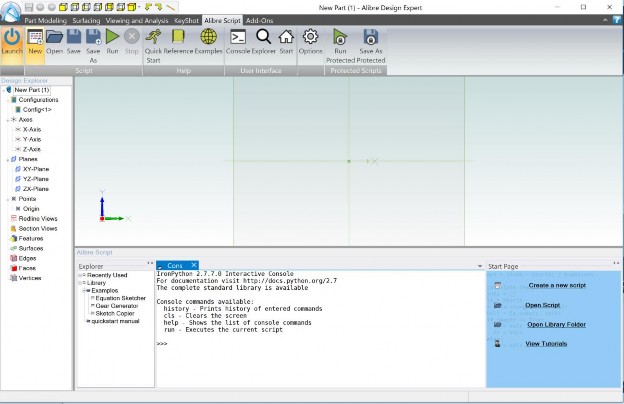 New Part (1) - Alibre Design Expert
Part Modeling Surfacing Viewing and Analysis KeyShot Alibre Script Add-Ons
Launch New Open Save Save As Run Stop Quick Start Reference Examples Console Explorer Start Options Run Protected Save As Protected
Script Help User Interface Protected Scripts
Design Explorer
New Part (1)
Configurations
Config<1>
Axes
X-Axis
Y-Axis
Z-Axis
Planes
XY-Plane
YZ-Plane
ZX-Plane
Points
Origin
Redline Views
Section Views
Features
Surfaces
Edges
Faces
Vertices
Y
X
X
Alibre Script
Explorer
Recently Used
Library
Examples
Equation Sketcher
Gear Generator
Sketch Copier
quickstart manual
Cons
IronPython 2.7.7.0 Interactive Console
For documentation visit http://docs.python.org/2.7
The complete standard library is available
Console commands available:
history - Prints history of entered commands
cls - Clears the screen
help - Shows the list of console commands
run - Executes the current script
>>>
Start Page
Create a new script
Open Script
Open Library Folder
View Tutorials